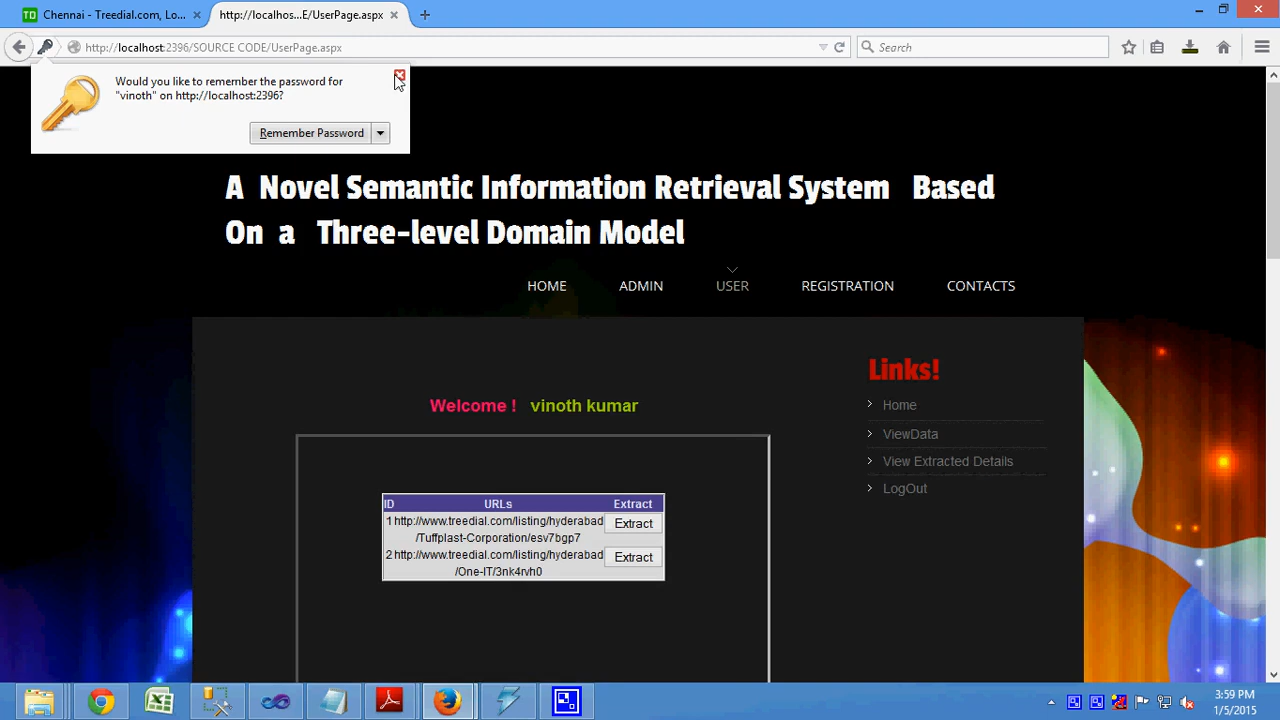 Chennai - Treedial.com, Lo...
http://localhos...E/UserPage.aspx
http://localhost:2396/SOURCE CODE/UserPage.aspx
Search
Would you like to remember the password for
"vinoth" on http://localhost:2396?
Remember Password
A Novel Semantic Information Retrieval System Based
On a Three-level Domain Model
HOME
ADMIN
USER
REGISTRATION
CONTACTS
Links!
Home
ViewData
View Extracted Details
LogOut
Welcome ! vinoth kumar
ID URLs Extract
1 http://www.treedial.com/listing/hyderabad Extract
/Tuffplast-Corporation/esv7bgp7
2 http://www.treedial.com/listing/hyderabad Extract
/One-IT/3nk4rvh0
3:59 PM
1/5/2015